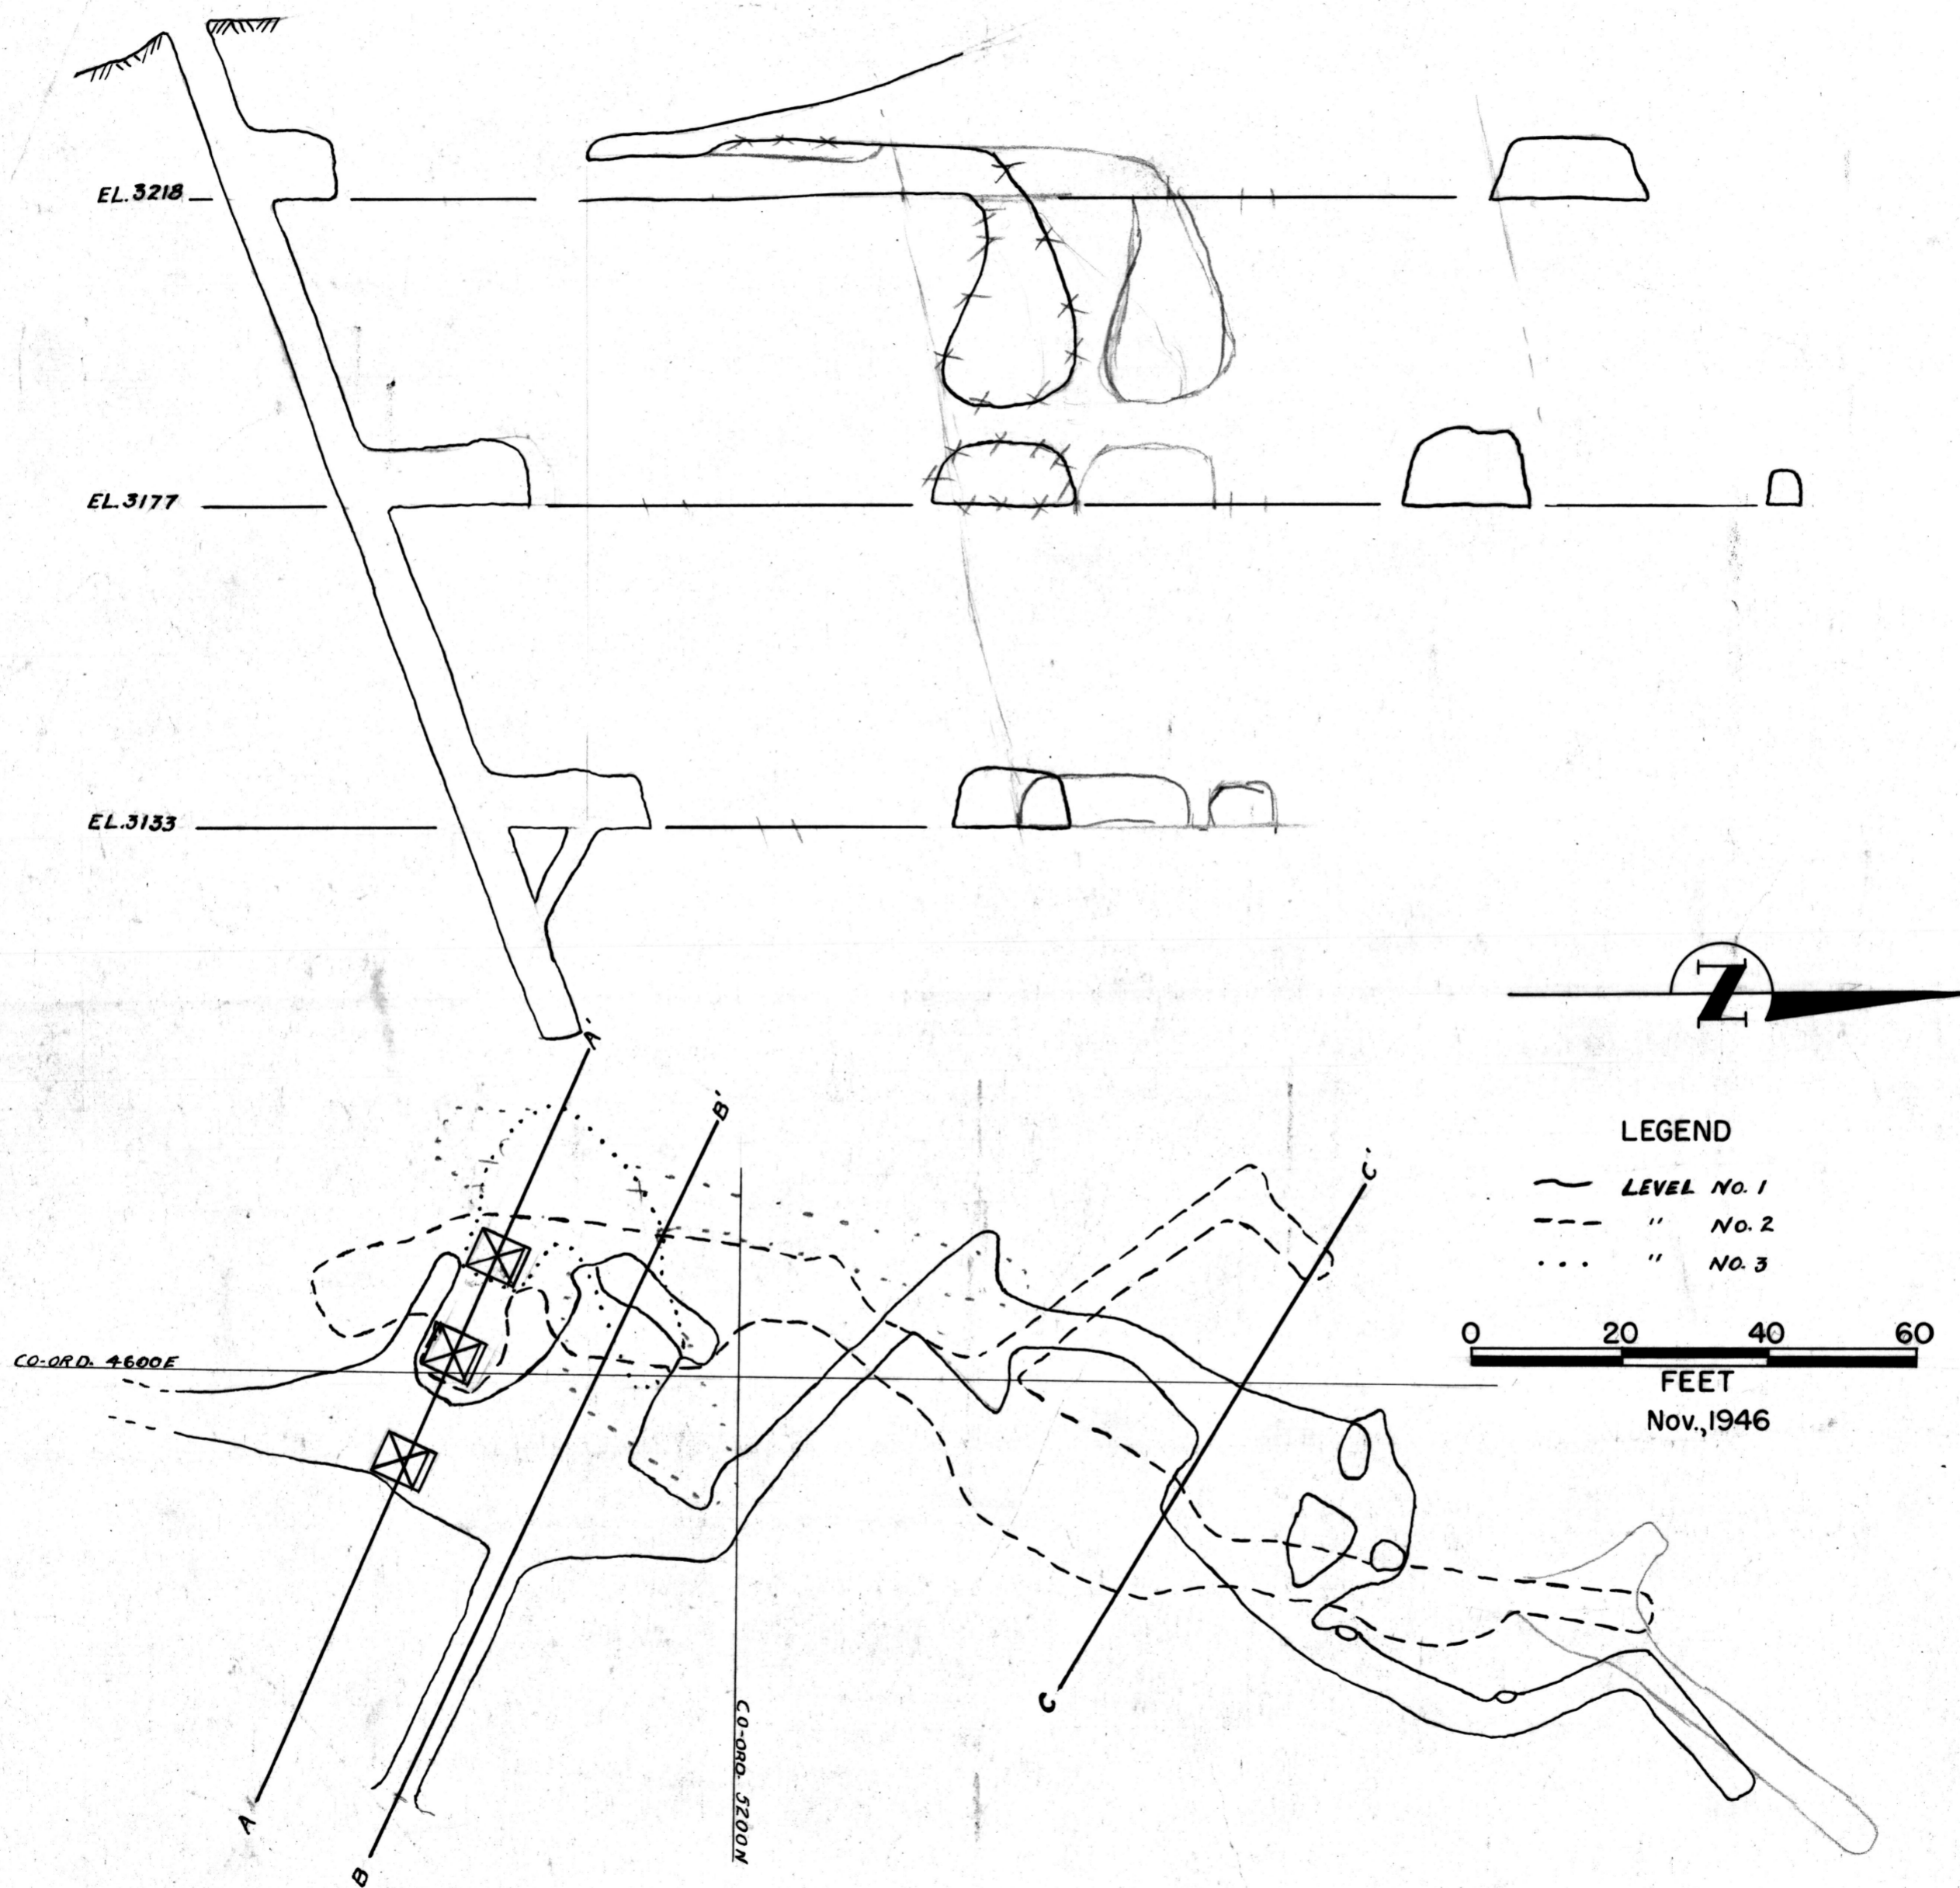 EL. 3218
EL. 3177
EL. 3133
N
A'
B'
C'
LEGEND
LEVEL NO. 1
" NO. 2
" NO. 3
0 20 40 60
FEET
Nov., 1946
CO-ORD. 4600E
CO-ORD. 5200N
A
B
C